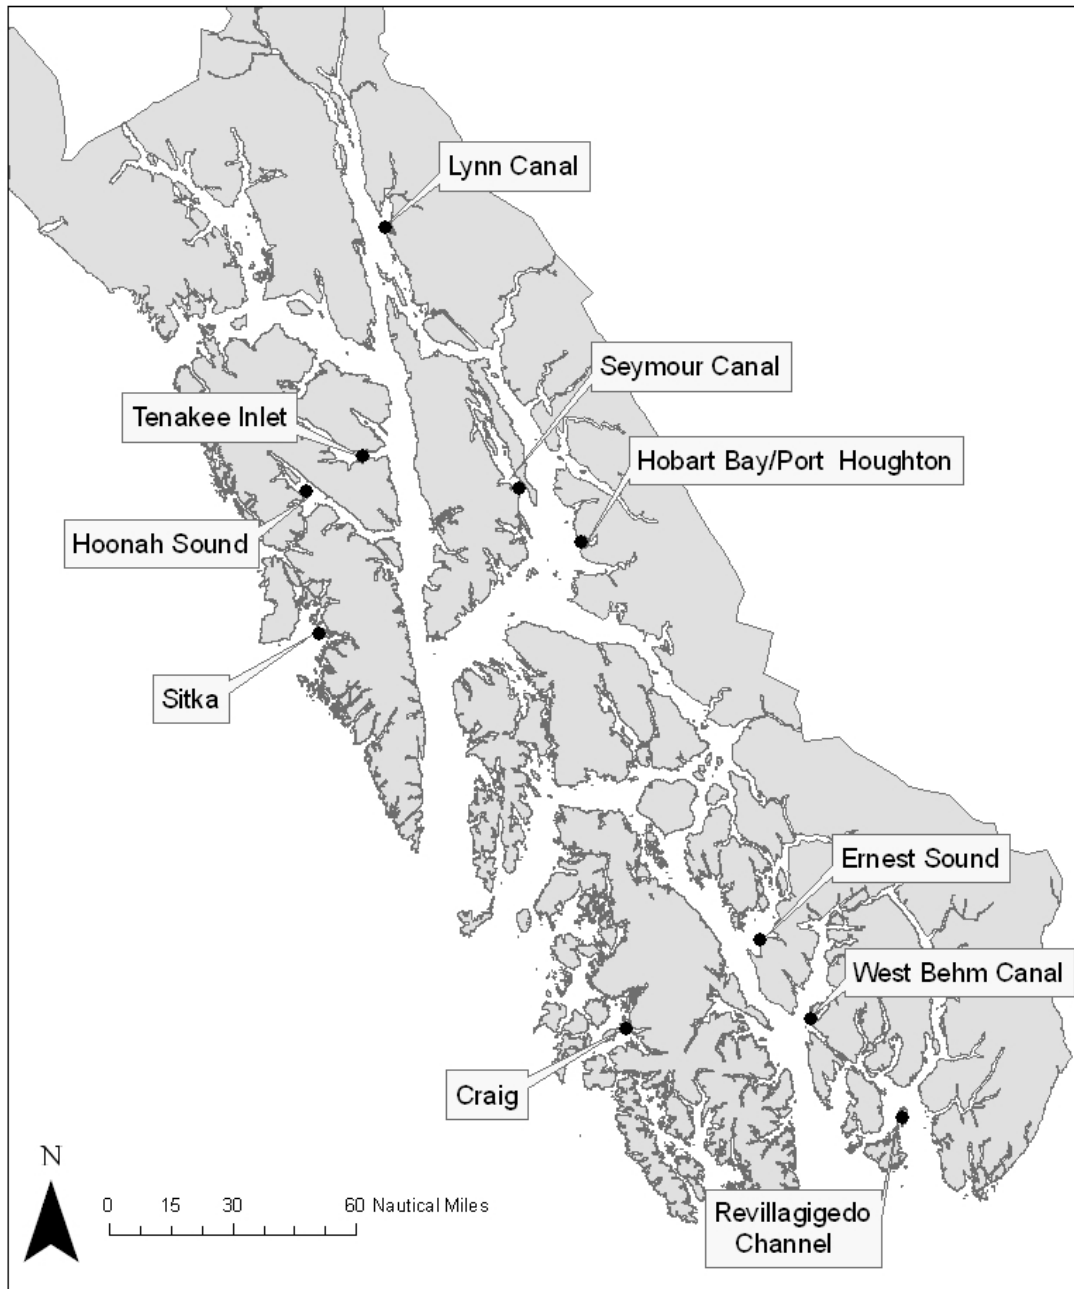 Lynn Canal
Seymour Canal
Tenakee Inlet
Hobart Bay/Port Houghton
Hoonah Sound
Sitka
Ernest Sound
West Behm Canal
Craig
Revillagigedo
Channel
N
0 15 30 60 Nautical Miles